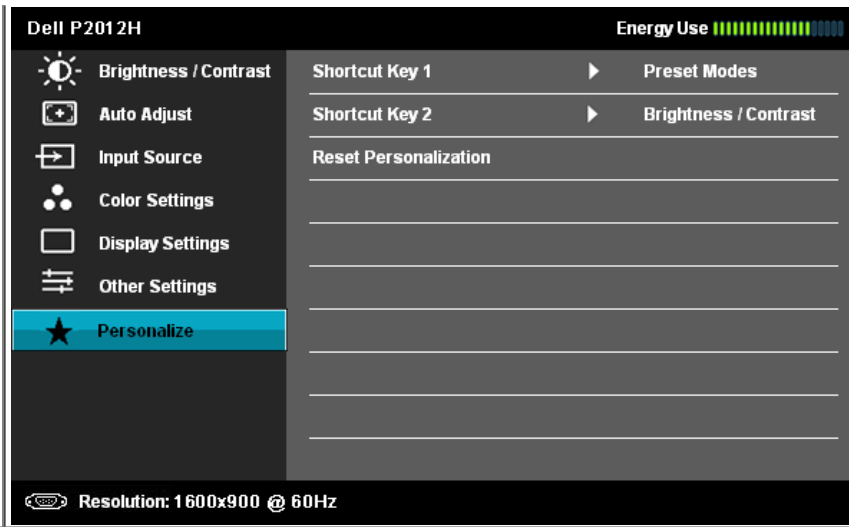 Dell P2012H Energy Use
Brightness / Contrast Shortcut Key 1 Preset Modes
Auto Adjust Shortcut Key 2 Brightness / Contrast
Input Source Reset Personalization
Color Settings
Display Settings
Other Settings
Personalize
Resolution: 1600x900 @ 60Hz